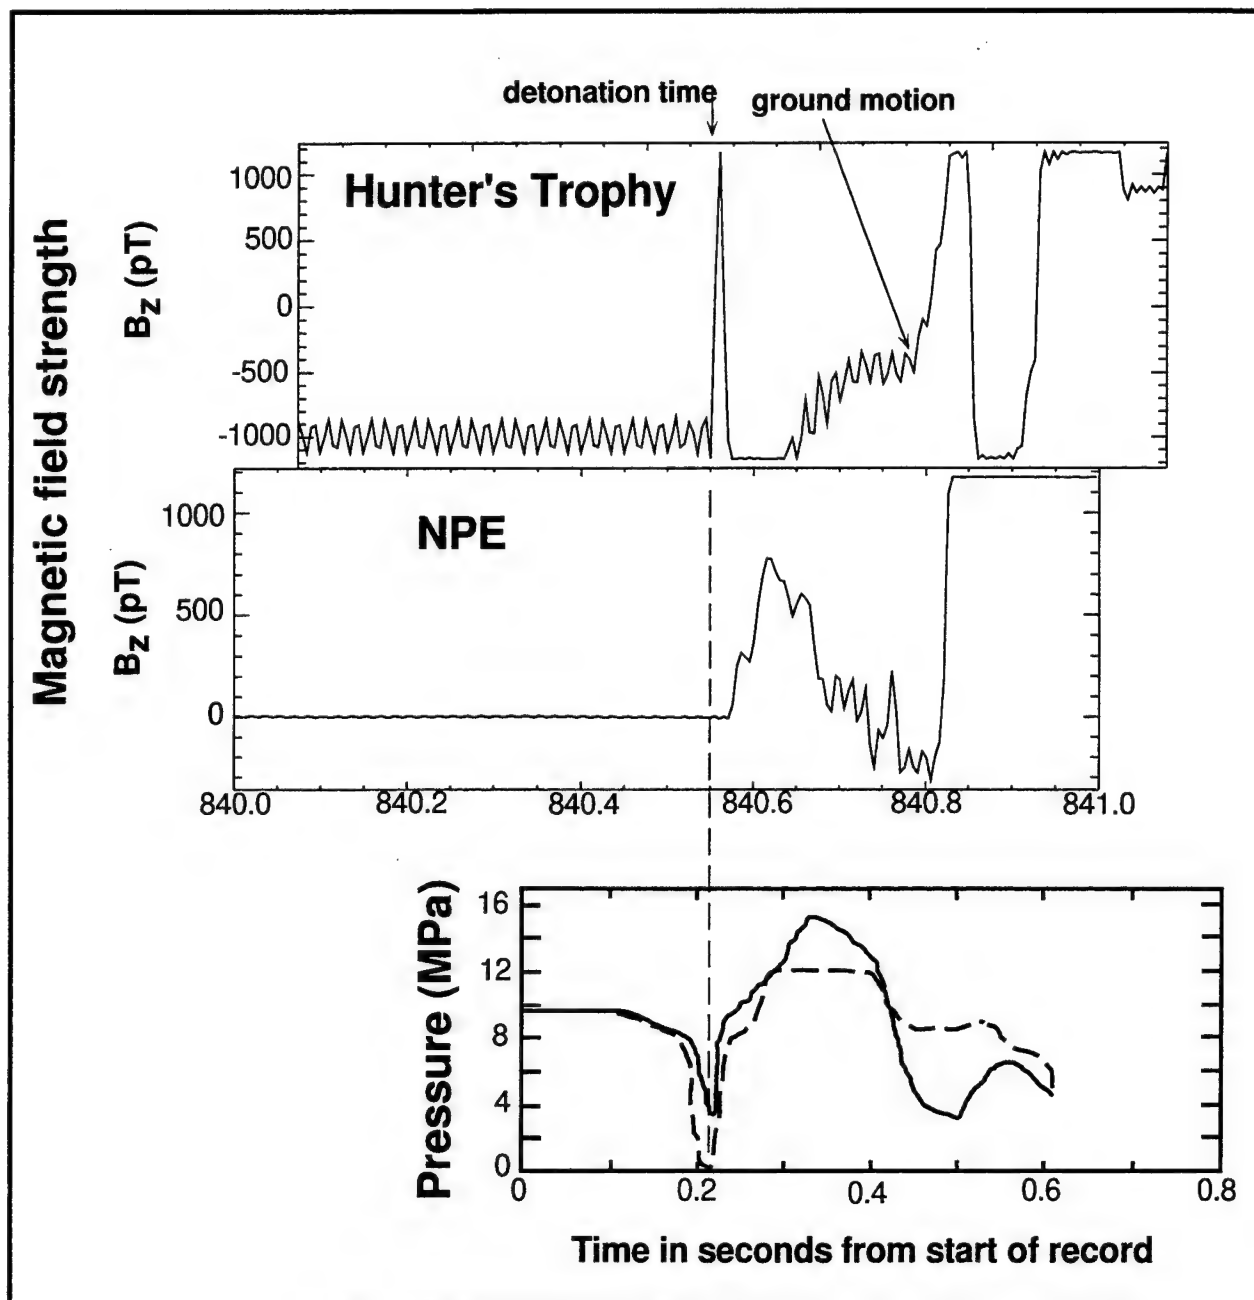 detonation time
ground motion
Hunter's Trophy
1000
500
0
-500
-1000
B_z (pT)
Magnetic field strength
NPE
1000
500
0
B_z (pT)
840.0 840.2 840.4 840.6 840.8 841.0
16
12
8
4
0
Pressure (MPa)
0 0.2 0.4 0.6 0.8
Time in seconds from start of record